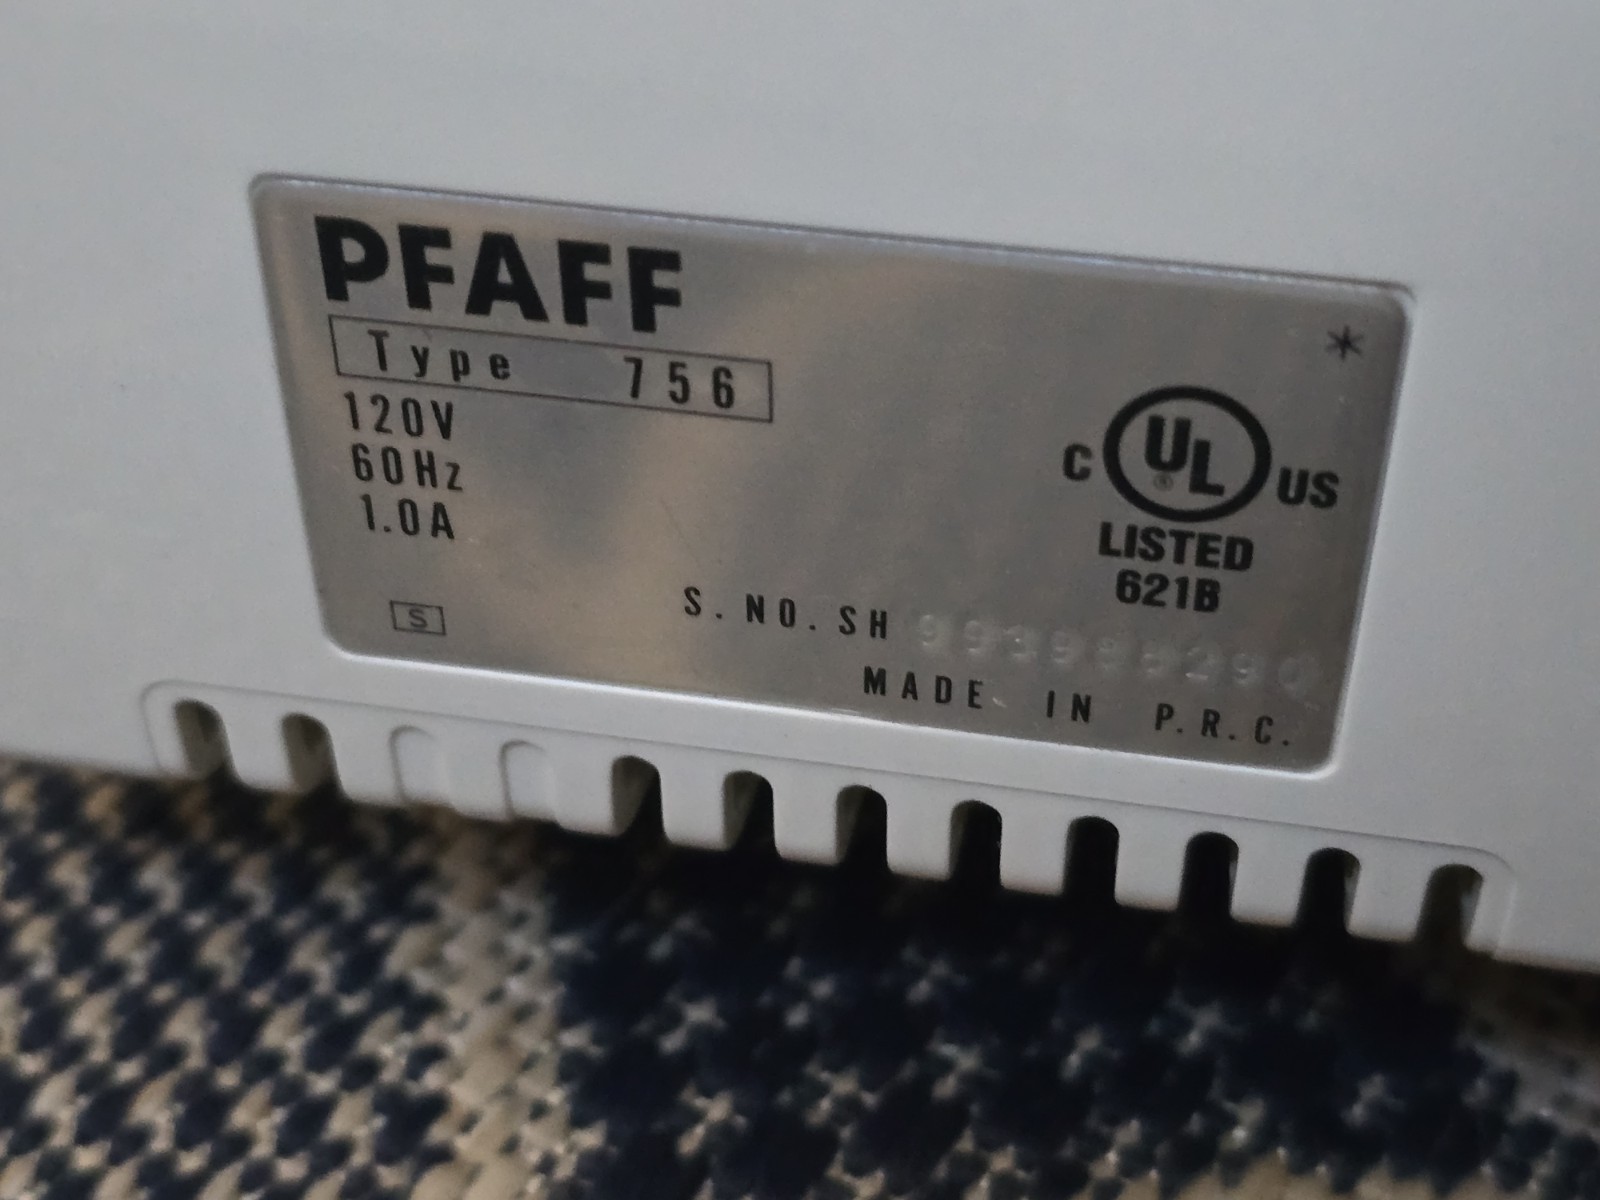 PFAFF
Type 756
120V
60Hz
1.0A
*
C UL® US
LISTED
621B
S
S. NO. SH
MADE IN P.R.C.